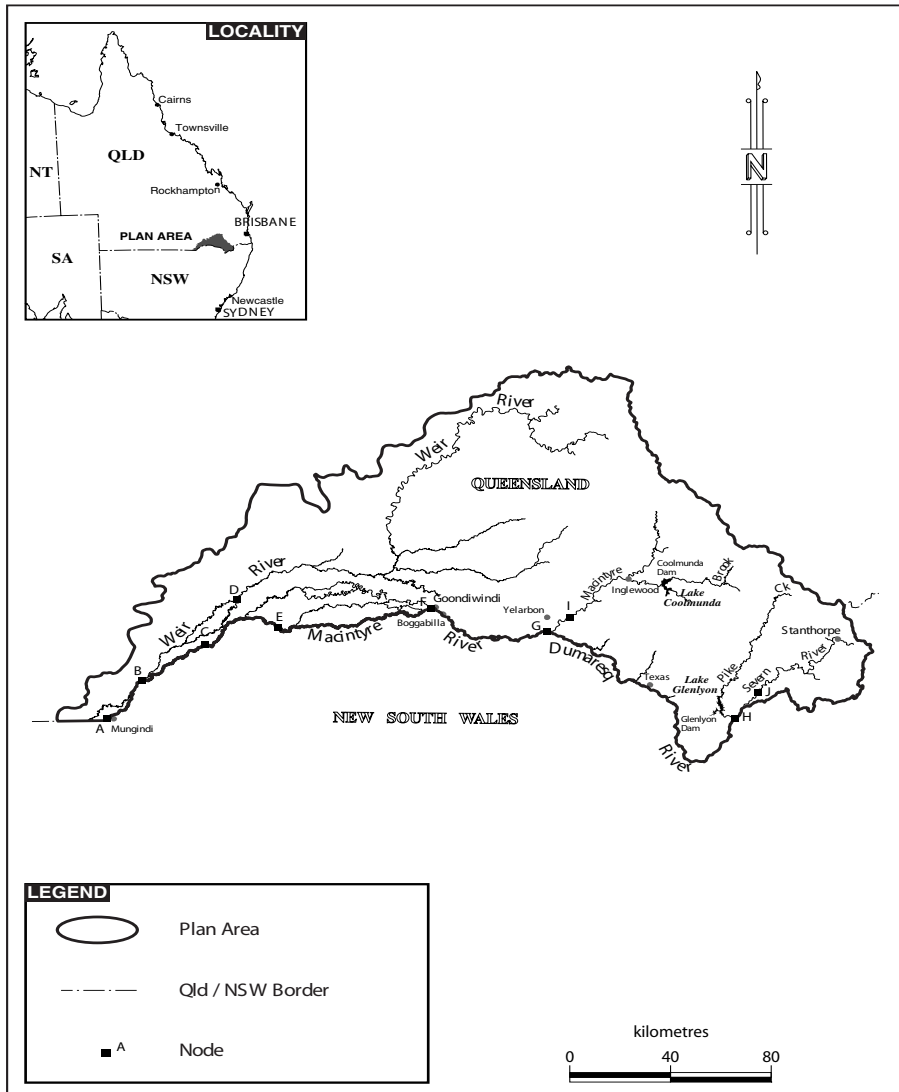 LOCALITY
Cairns
Townsville
QLD
NT
Rockhampton
BRISBANE
PLAN AREA
SA
NSW
Newcastle
SYDNEY
N
River
Weir
QUEENSLAND
River
Coolmunda
Dam
Macintyre
Brook
Inglewood
Lake
Coolmunda
Ck
D
Weir
F
Goondiwindi
Yelarbon
I
Stanthorpe
E
Macintyre
Boggabilla
River
G
Dumaresq
C
River
Severn
Pike
B
Texas
Lake
Glenlyon
J
A
Mungindi
NEW SOUTH WALES
Glenlyon
Dam
H
River
LEGEND
Plan Area
Qld / NSW Border
A Node
kilometres
0 40 80